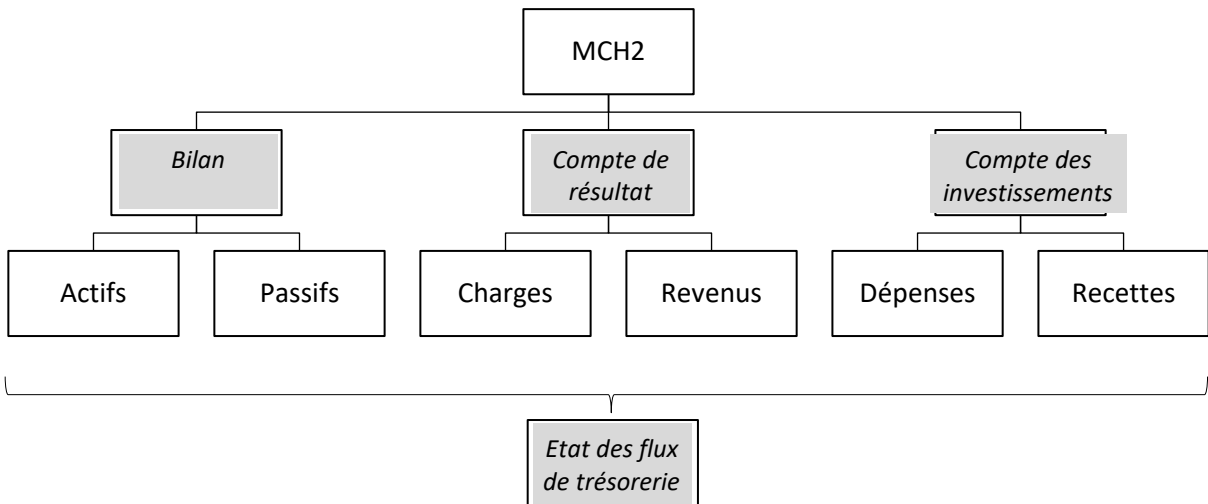 MCH2
Bilan
Compte de
résultat
Compte des
investissements
Actifs
Passifs
Charges
Revenus
Dépenses
Recettes
Etat des flux
de trésorerie